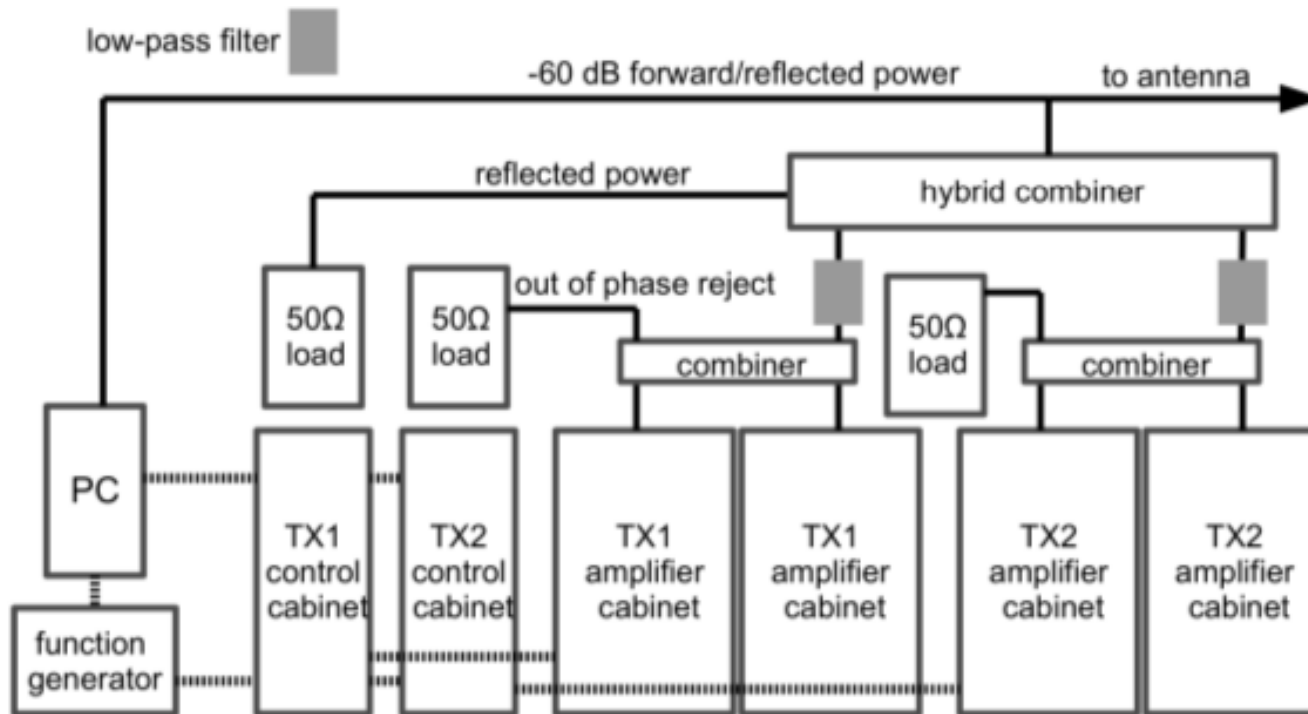 low-pass filter
-60 dB forward/reflected power
to antenna
reflected power
hybrid combiner
50Ω
load
50Ω
load
out of phase reject
50Ω
load
combiner
combiner
PC
TX1
control
cabinet
TX2
control
cabinet
TX1
amplifier
cabinet
TX1
amplifier
cabinet
TX2
amplifier
cabinet
TX2
amplifier
cabinet
function
generator